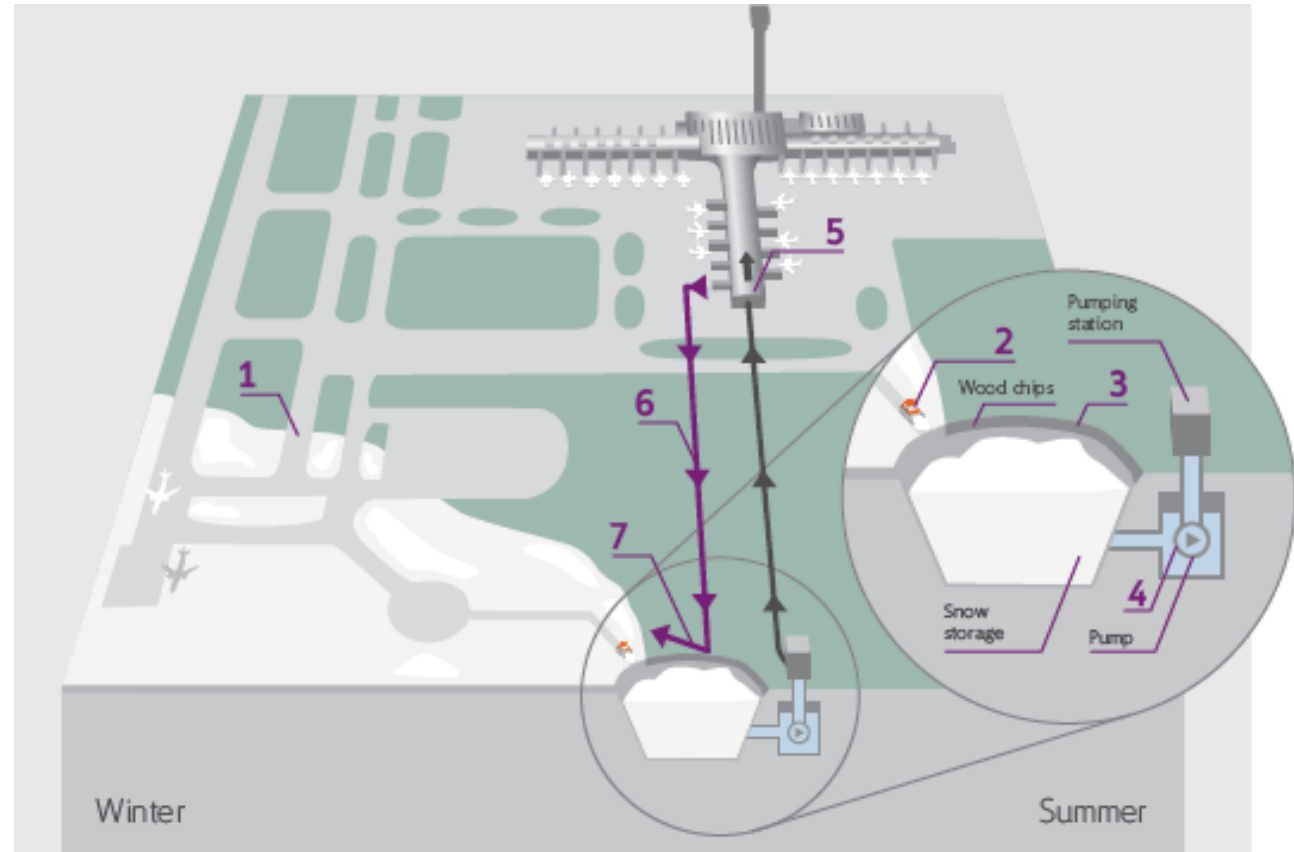 5
Pumping
station
2
1
Wood chips
3
6
7
4
Snow
storage
Pump
Winter
Summer